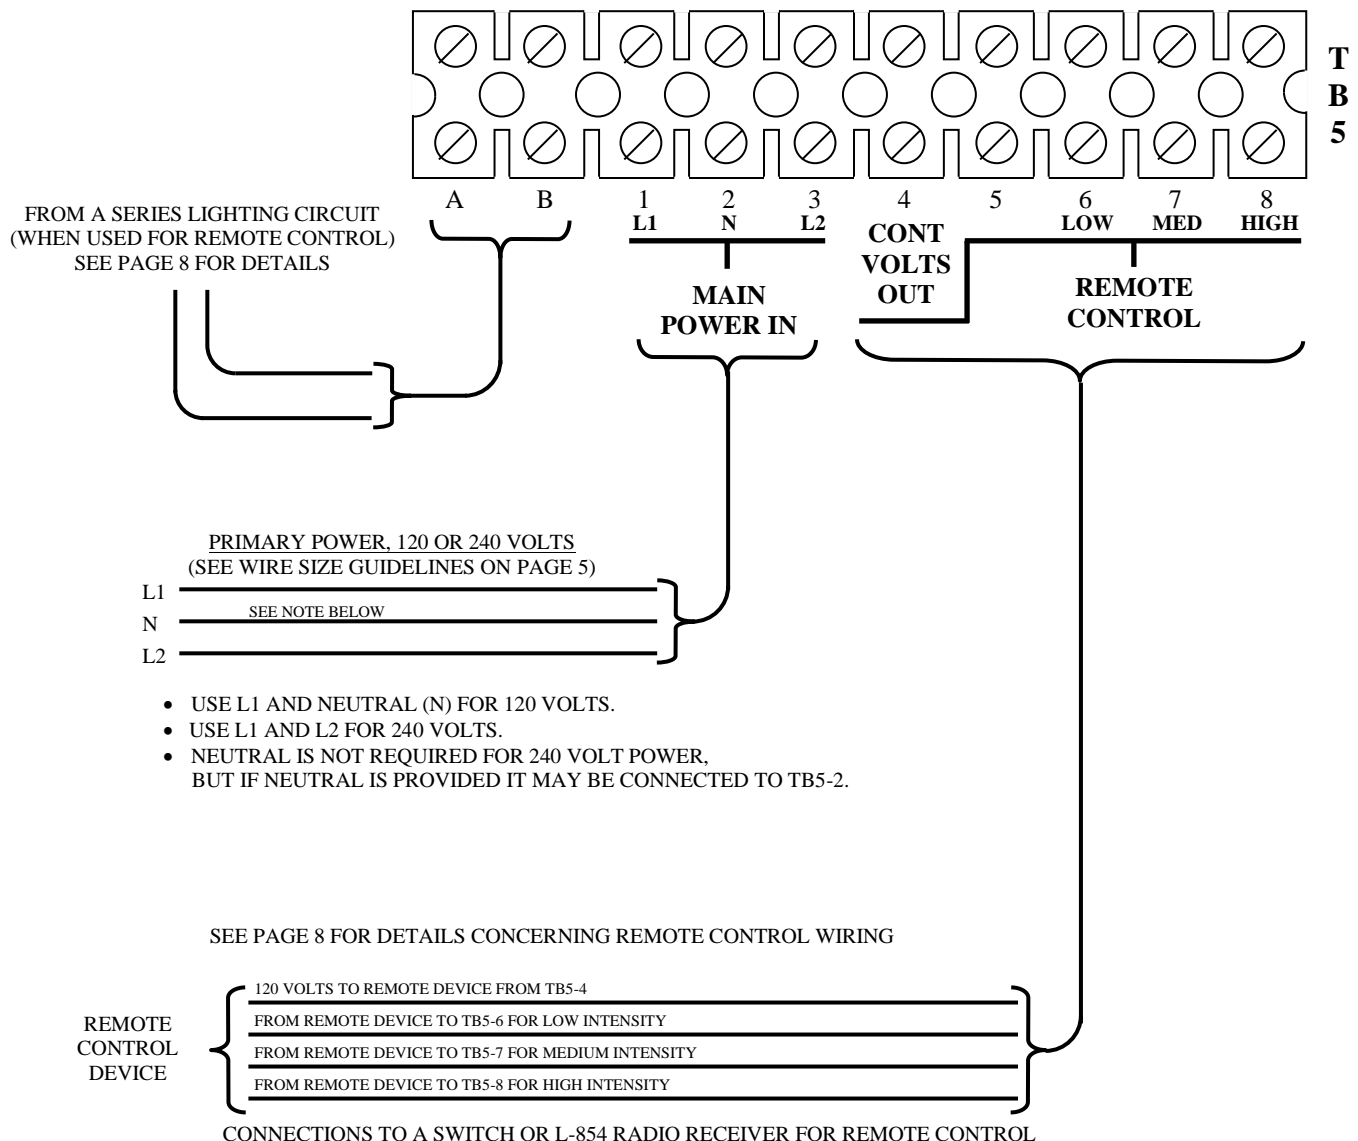 T
B
5
A B 1 2 3 4 5 6 7 8
L1 N L2 LOW MED HIGH
FROM A SERIES LIGHTING CIRCUIT
(WHEN USED FOR REMOTE CONTROL)
SEE PAGE 8 FOR DETAILS
CONT
VOLTS
OUT
MAIN
POWER IN
REMOTE
CONTROL
PRIMARY POWER, 120 OR 240 VOLTS
(SEE WIRE SIZE GUIDELINES ON PAGE 5)
L1
SEE NOTE BELOW
N
L2
• USE L1 AND NEUTRAL (N) FOR 120 VOLTS.
• USE L1 AND L2 FOR 240 VOLTS.
• NEUTRAL IS NOT REQUIRED FOR 240 VOLT POWER,
BUT IF NEUTRAL IS PROVIDED IT MAY BE CONNECTED TO TB5-2.
SEE PAGE 8 FOR DETAILS CONCERNING REMOTE CONTROL WIRING
REMOTE
CONTROL
DEVICE
120 VOLTS TO REMOTE DEVICE FROM TB5-4
FROM REMOTE DEVICE TO TB5-6 FOR LOW INTENSITY
FROM REMOTE DEVICE TO TB5-7 FOR MEDIUM INTENSITY
FROM REMOTE DEVICE TO TB5-8 FOR HIGH INTENSITY
CONNECTIONS TO A SWITCH OR L-854 RADIO RECEIVER FOR REMOTE CONTROL